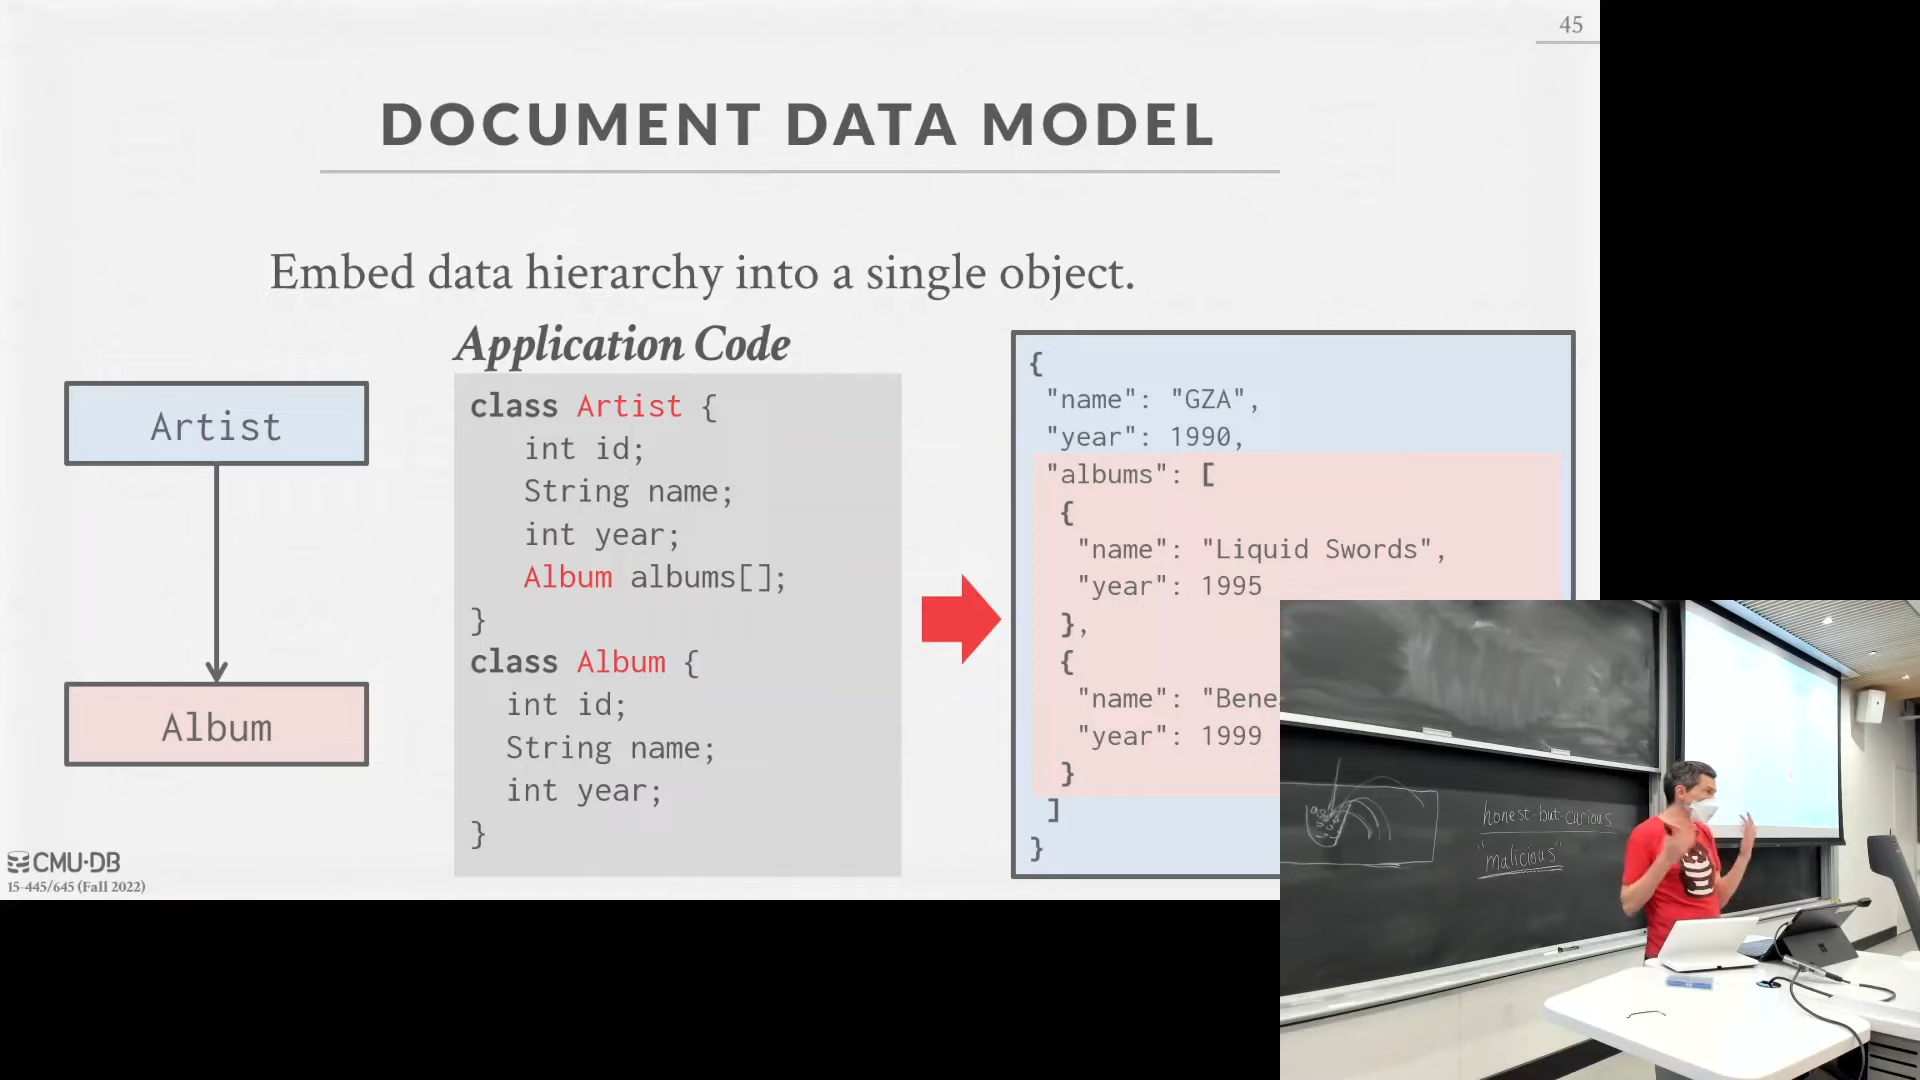 45
DOCUMENT DATA MODEL
Embed data hierarchy into a single object.
Artist
Album
Application Code
class Artist {
int id;
String name;
int year;
Album albums[];
}
class Album {
int id;
String name;
int year;
}
{
"name": "GZA",
"year": 1990,
"albums": [
{
"name": "Liquid Swords",
"year": 1995
},
{
"name": "Bene
"year": 1999
}
]
}
CMU·DB
15-445/645 (Fall 2022)
honest-but-curious
"malicious"